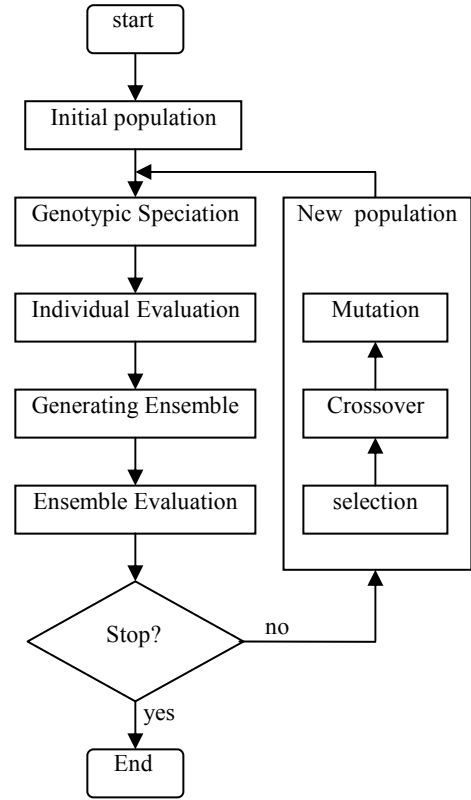 start
Initial population
Genotypic Speciation
Individual Evaluation
Generating Ensemble
Ensemble Evaluation
Stop?
no
yes
End
New population
Mutation
Crossover
selection